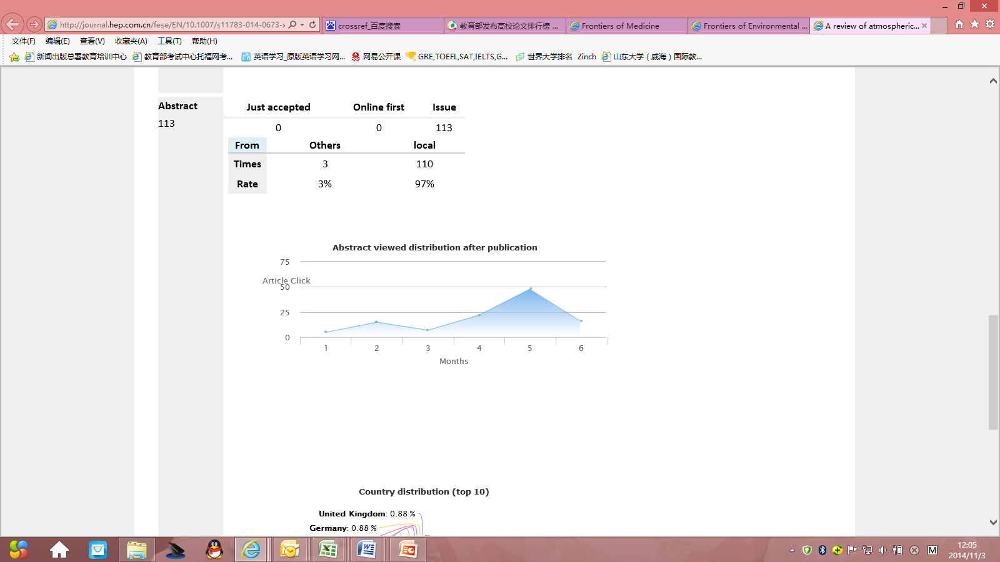 http://journal.hep.com.cn/fese/EN/10.1007/s11783-014-0673-x
crossref_百度搜索
教育部发布高校论文排行榜 ...
Frontiers of Medicine
Frontiers of Environmental ...
A review of atmospheric...
文件(F) 编辑(E) 查看(V) 收藏夹(A) 工具(T) 帮助(H)
新闻出版总署教育培训中心 教育部考试中心托福网考... 英语学习_原版英语学习网... 网易公开课 GRE,TOEFL,SAT,IELTS,G... 世界大学排名 Zinch 山东大学（威海）国际教...
Abstract
113
Just accepted Online first Issue
0 0 113
From Others local
Times 3 110
Rate 3% 97%
Abstract viewed distribution after publication
75
Article Click
50
25
0
1 2 3 4 5 6
Months
Country distribution (top 10)
United Kingdom: 0.88 %
Germany: 0.88 %
M
12:05
2014/11/3